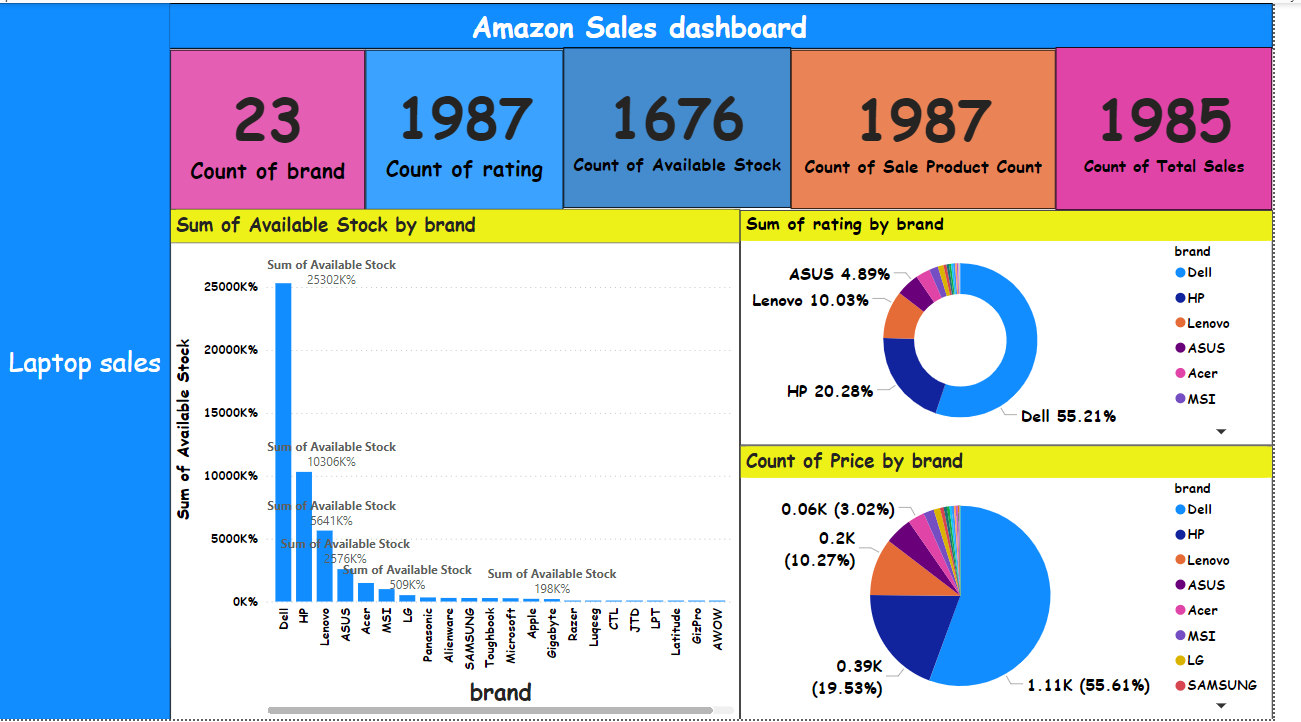 Amazon Sales dashboard
Laptop sales
23
Count of brand
1987
Count of rating
1676
Count of Available Stock
1987
Count of Sale Product Count
1985
Count of Total Sales
Sum of Available Stock by brand
Sum of Available Stock
25000K%
20000K%
15000K%
10000K%
5000K%
0K%
Sum of Available Stock
25302K%
Sum of Available Stock
10306K%
Sum of Available Stock
5641K%
Sum of Available Stock
2576K%
Sum of Available Stock
509K%
Sum of Available Stock
198K%
Dell
HP
Lenovo
ASUS
Acer
MSI
LG
Panasonic
Alienware
SAMSUNG
Toughbook
Microsoft
Apple
Gigabyte
Razer
Luqeeg
CTL
JTD
LPT
Latitude
GizPro
AWOW
brand
Sum of rating by brand
ASUS 4.89%
Lenovo 10.03%
HP 20.28%
Dell 55.21%
brand
Dell
HP
Lenovo
ASUS
Acer
MSI
Count of Price by brand
0.06K (3.02%)
0.2K
(10.27%)
0.39K
(19.53%)
1.11K (55.61%)
brand
Dell
HP
Lenovo
ASUS
Acer
MSI
LG
SAMSUNG